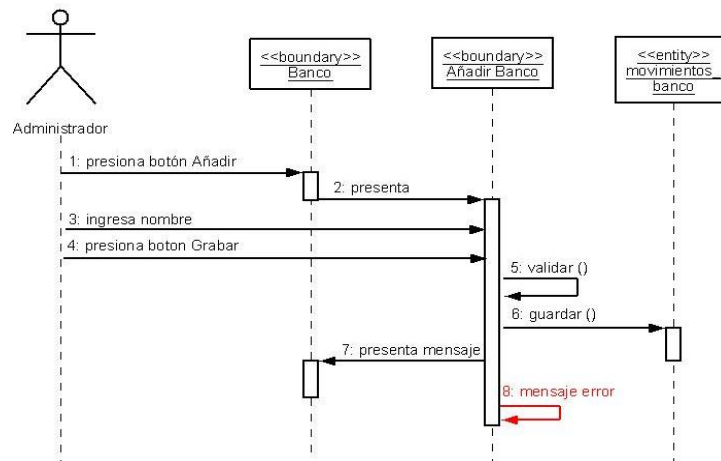 <<boundary>>
Banco
<<boundary>>
Añadir Banco
<<entity>>
movimientos_
banco
Administrador
1: presiona botón Añadir
2: presenta
3: ingresa nombre
4: presiona boton Grabar
5: validar ()
6: guardar ()
7: presenta mensaje
8: mensaje error